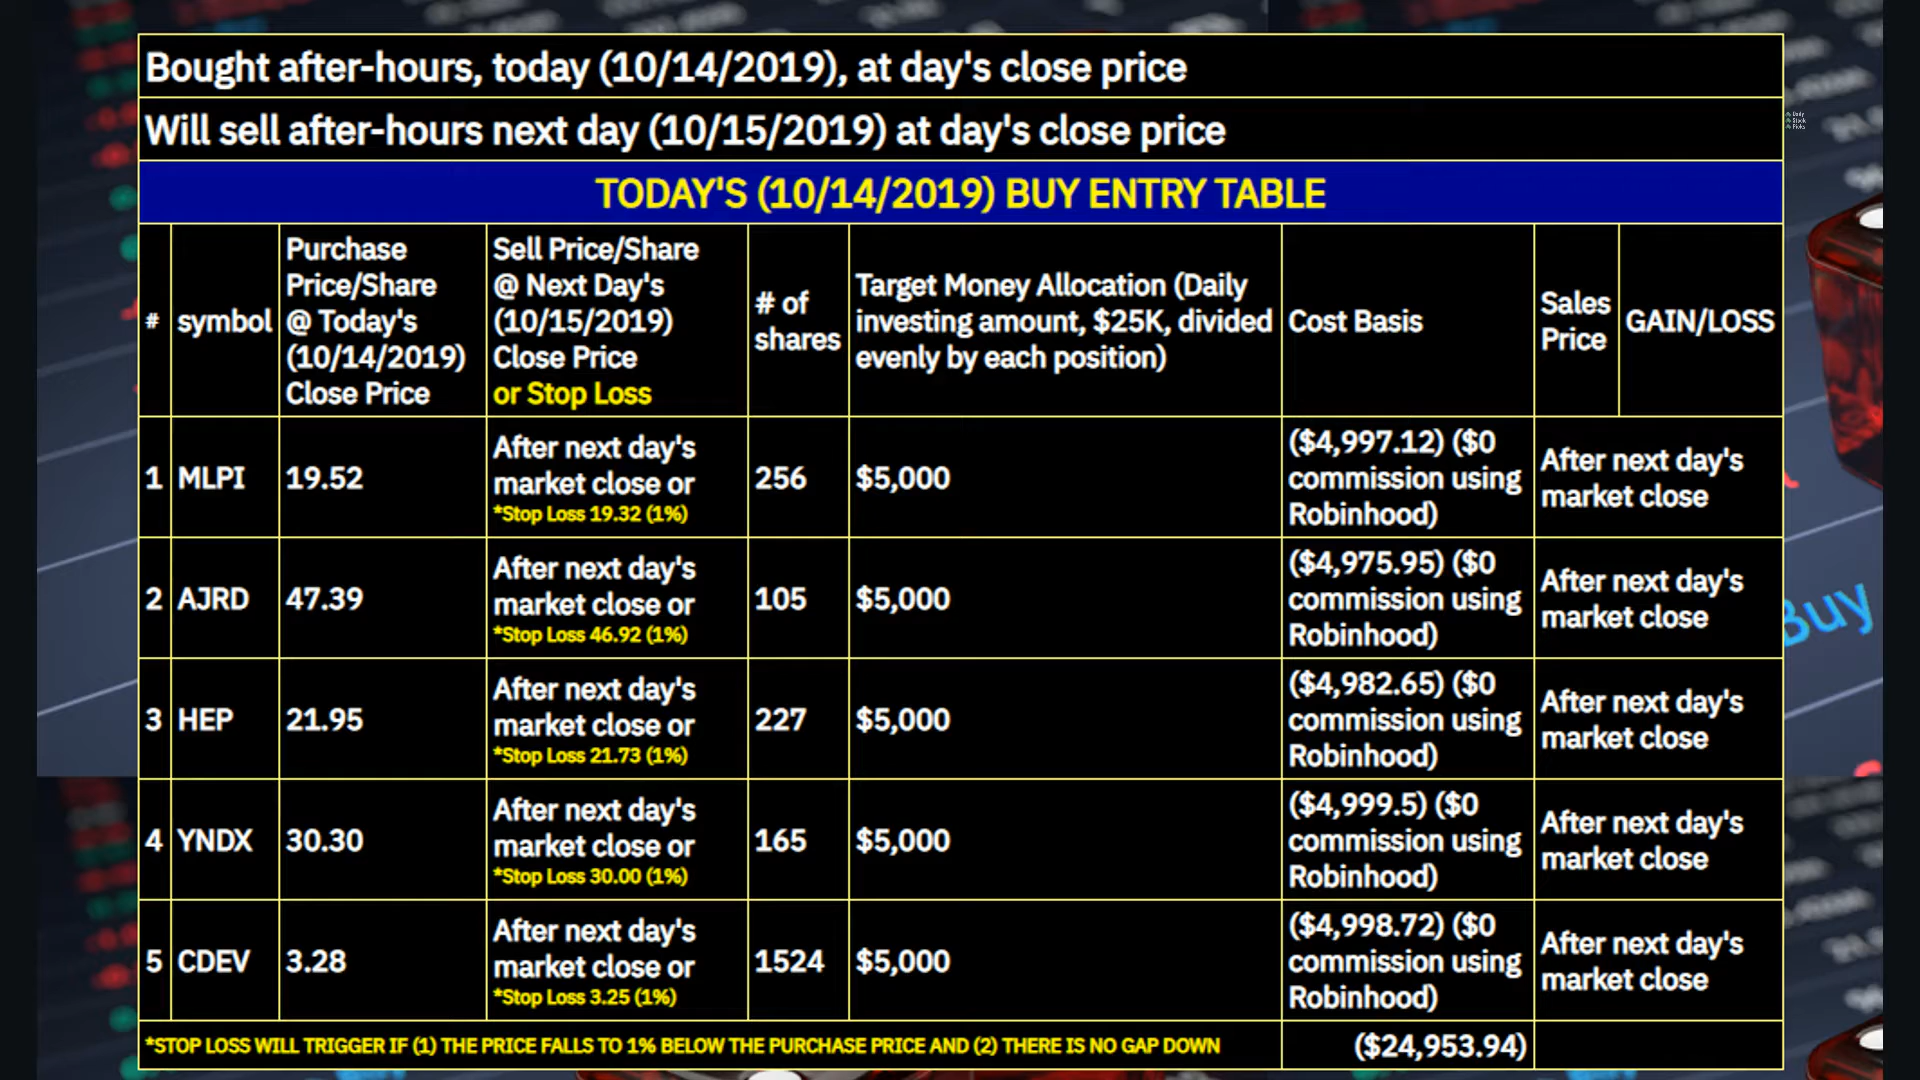 Bought after-hours, today (10/14/2019), at day's close price
Will sell after-hours next day (10/15/2019) at day's close price
TODAY'S (10/14/2019) BUY ENTRY TABLE
#
symbol
Purchase
Price/Share
@ Today's
(10/14/2019)
Close Price
Sell Price/Share
@ Next Day's
(10/15/2019)
Close Price
or Stop Loss
# of
shares
Target Money Allocation (Daily
investing amount, $25K, divided
evenly by each position)
Cost Basis
Sales
Price
GAIN/LOSS
1
MLPI
19.52
After next day's
market close or
*Stop Loss 19.32 (1%)
256
$5,000
($4,997.12) ($0
commission using
Robinhood)
After next day's
market close
2
AJRD
47.39
After next day's
market close or
*Stop Loss 46.92 (1%)
105
$5,000
($4,975.95) ($0
commission using
Robinhood)
After next day's
market close
3
HEP
21.95
After next day's
market close or
*Stop Loss 21.73 (1%)
227
$5,000
($4,982.65) ($0
commission using
Robinhood)
After next day's
market close
4
YNDX
30.30
After next day's
market close or
*Stop Loss 30.00 (1%)
165
$5,000
($4,999.5) ($0
commission using
Robinhood)
After next day's
market close
5
CDEV
3.28
After next day's
market close or
*Stop Loss 3.25 (1%)
1524
$5,000
($4,998.72) ($0
commission using
Robinhood)
After next day's
market close
*STOP LOSS WILL TRIGGER IF (1) THE PRICE FALLS TO 1% BELOW THE PURCHASE PRICE AND (2) THERE IS NO GAP DOWN
($24,953.94)
Daily
Stock
Picks
Buy